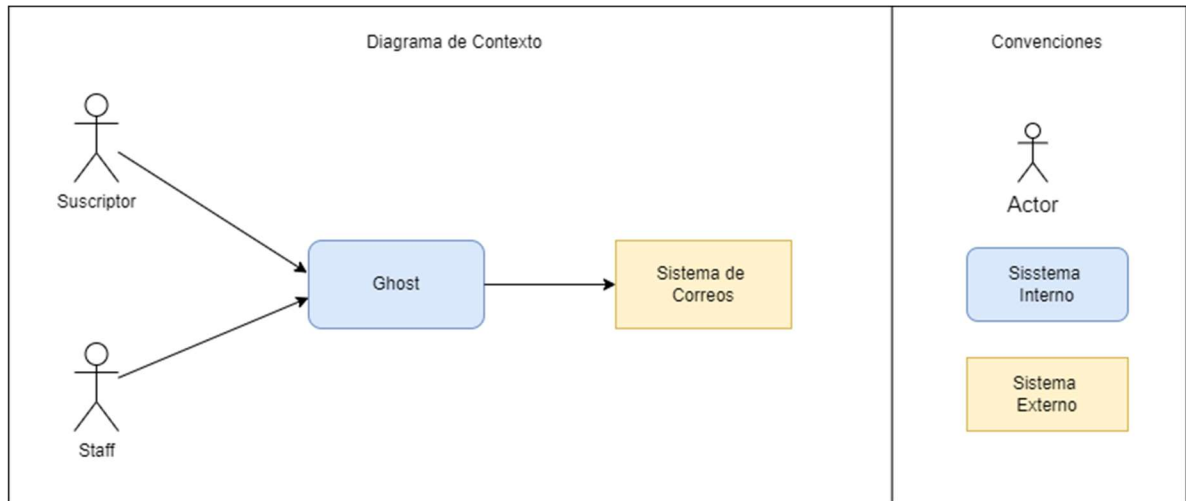 Diagrama de Contexto
Suscriptor
Ghost
Sistema de
Correos
Staff
Convenciones
Actor
Sisstema
Interno
Sistema
Externo